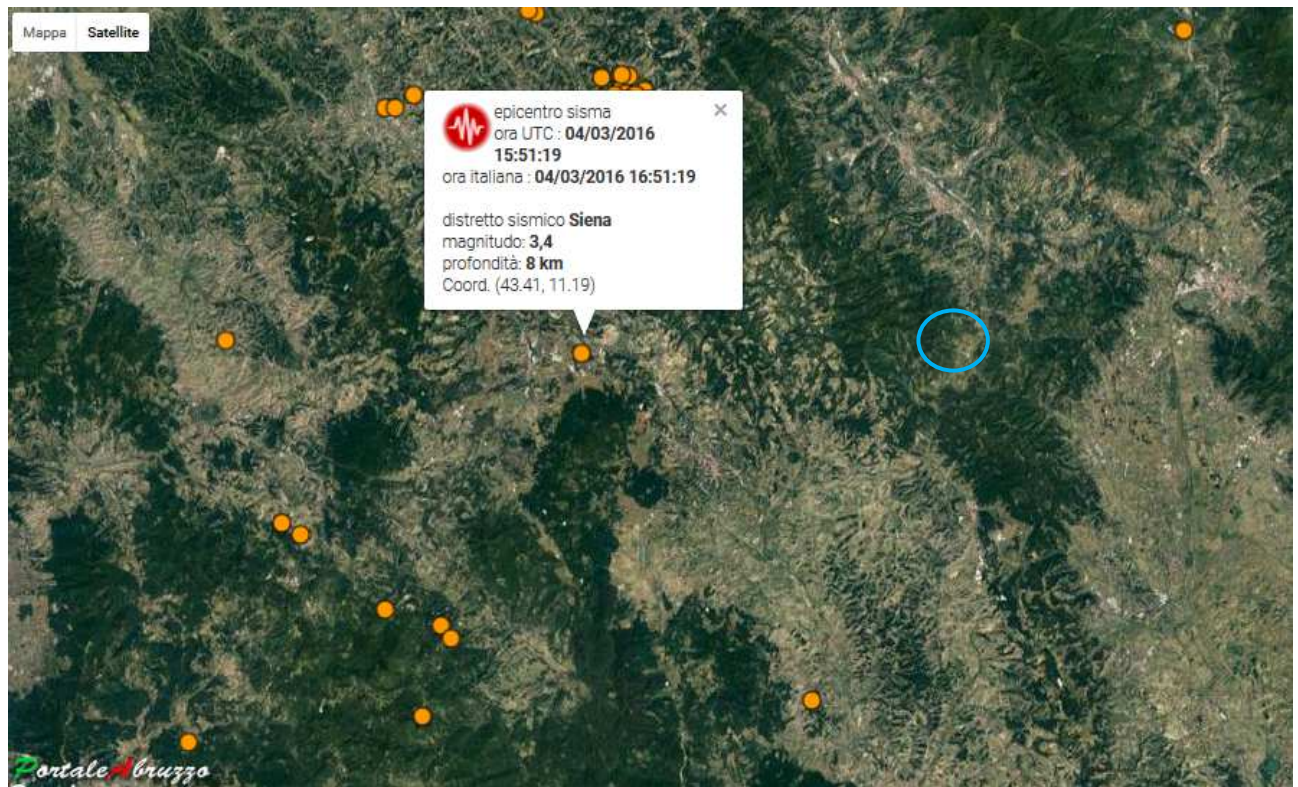 Mappa Satellite
epicentro sisma
ora UTC : 04/03/2016
15:51:19
ora italiana : 04/03/2016 16:51:19
distretto sismico Siena
magnitudo: 3,4
profondità: 8 km
Coord. (43.41, 11.19)
PortaleAbruzzo